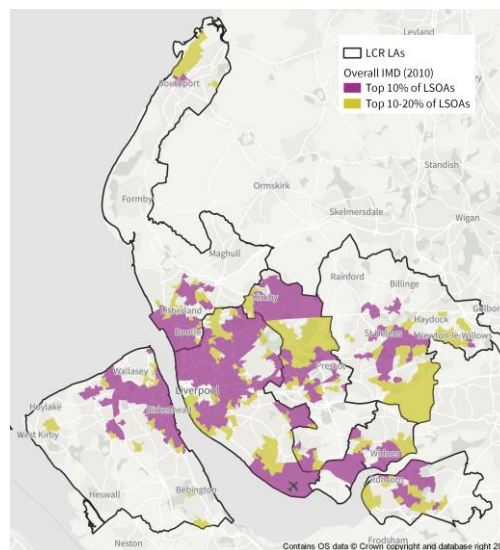 Leyland
LCR LAs
Overall IMD (2010)
Top 10% of LSOAs
Top 10-20% of LSOAs
Southport
Standish
Ormskirk
Formby
Skelmersdale
Wigan
Maghull
Rainford
Billinge
Kirkby
Litherland
Haydock
Golbor
Bootle
St Helens
Newton-le-Willows
Wallasey
Prescot
Liverpool
Hoylake
Birkenhead
West Kirby
Widnes
Heswall
Bebington
Runcorn
Neston
Frodsham
Contains OS data © Crown copyright and database right 20